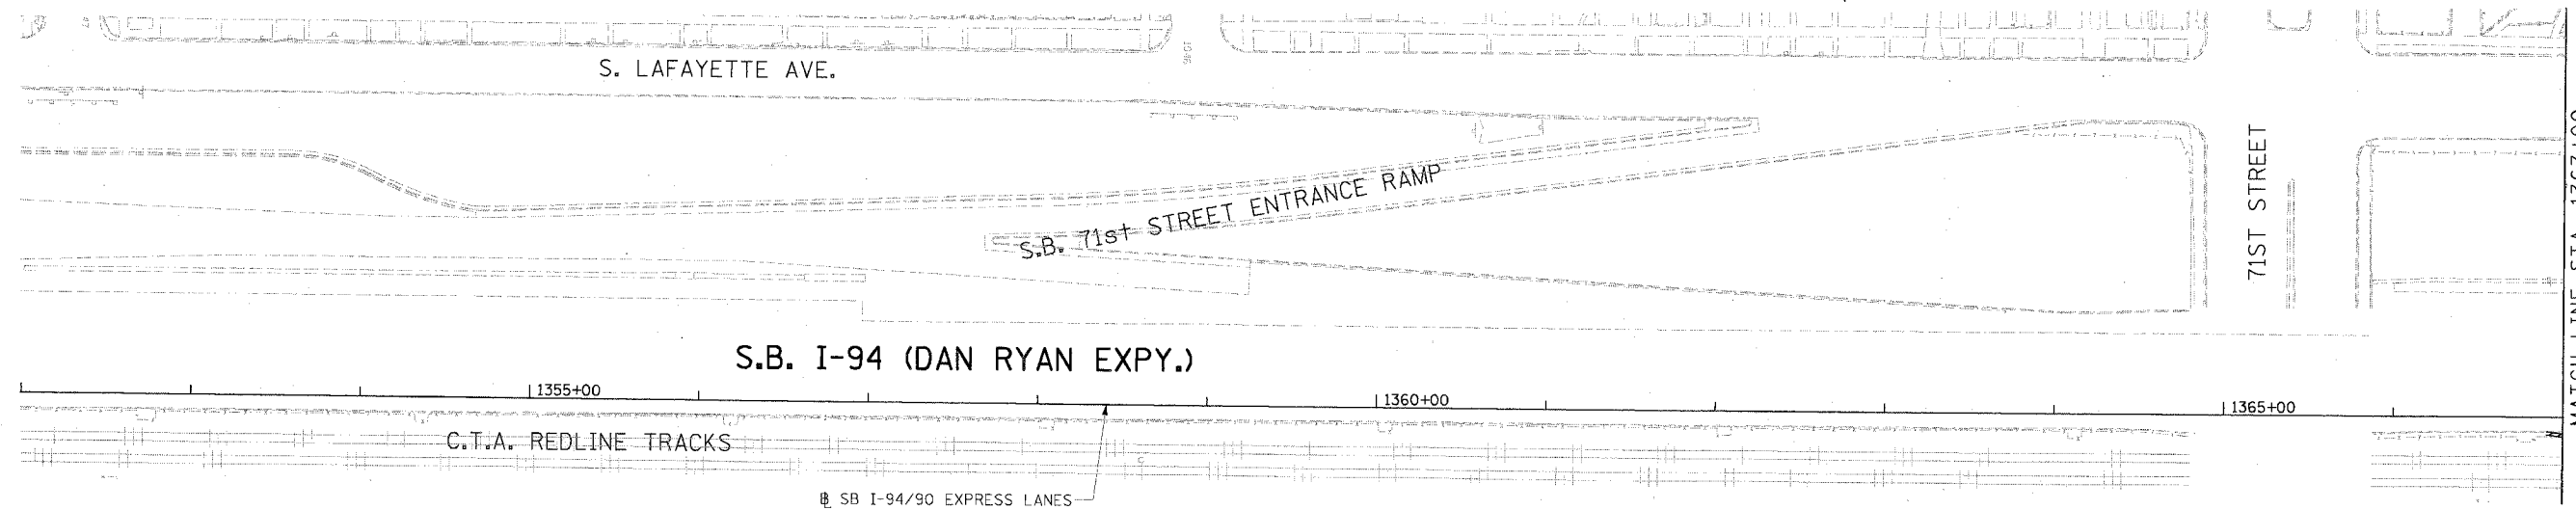 S. LAFAYETTE AVE.
S.B. 71st STREET ENTRANCE RAMP
71ST STREET
S.B. I-94 (DAN RYAN EXPY.)
1355+00
1360+00
1365+00
C.T.A. REDLINE TRACKS
SB I-94/90 EXPRESS LANES